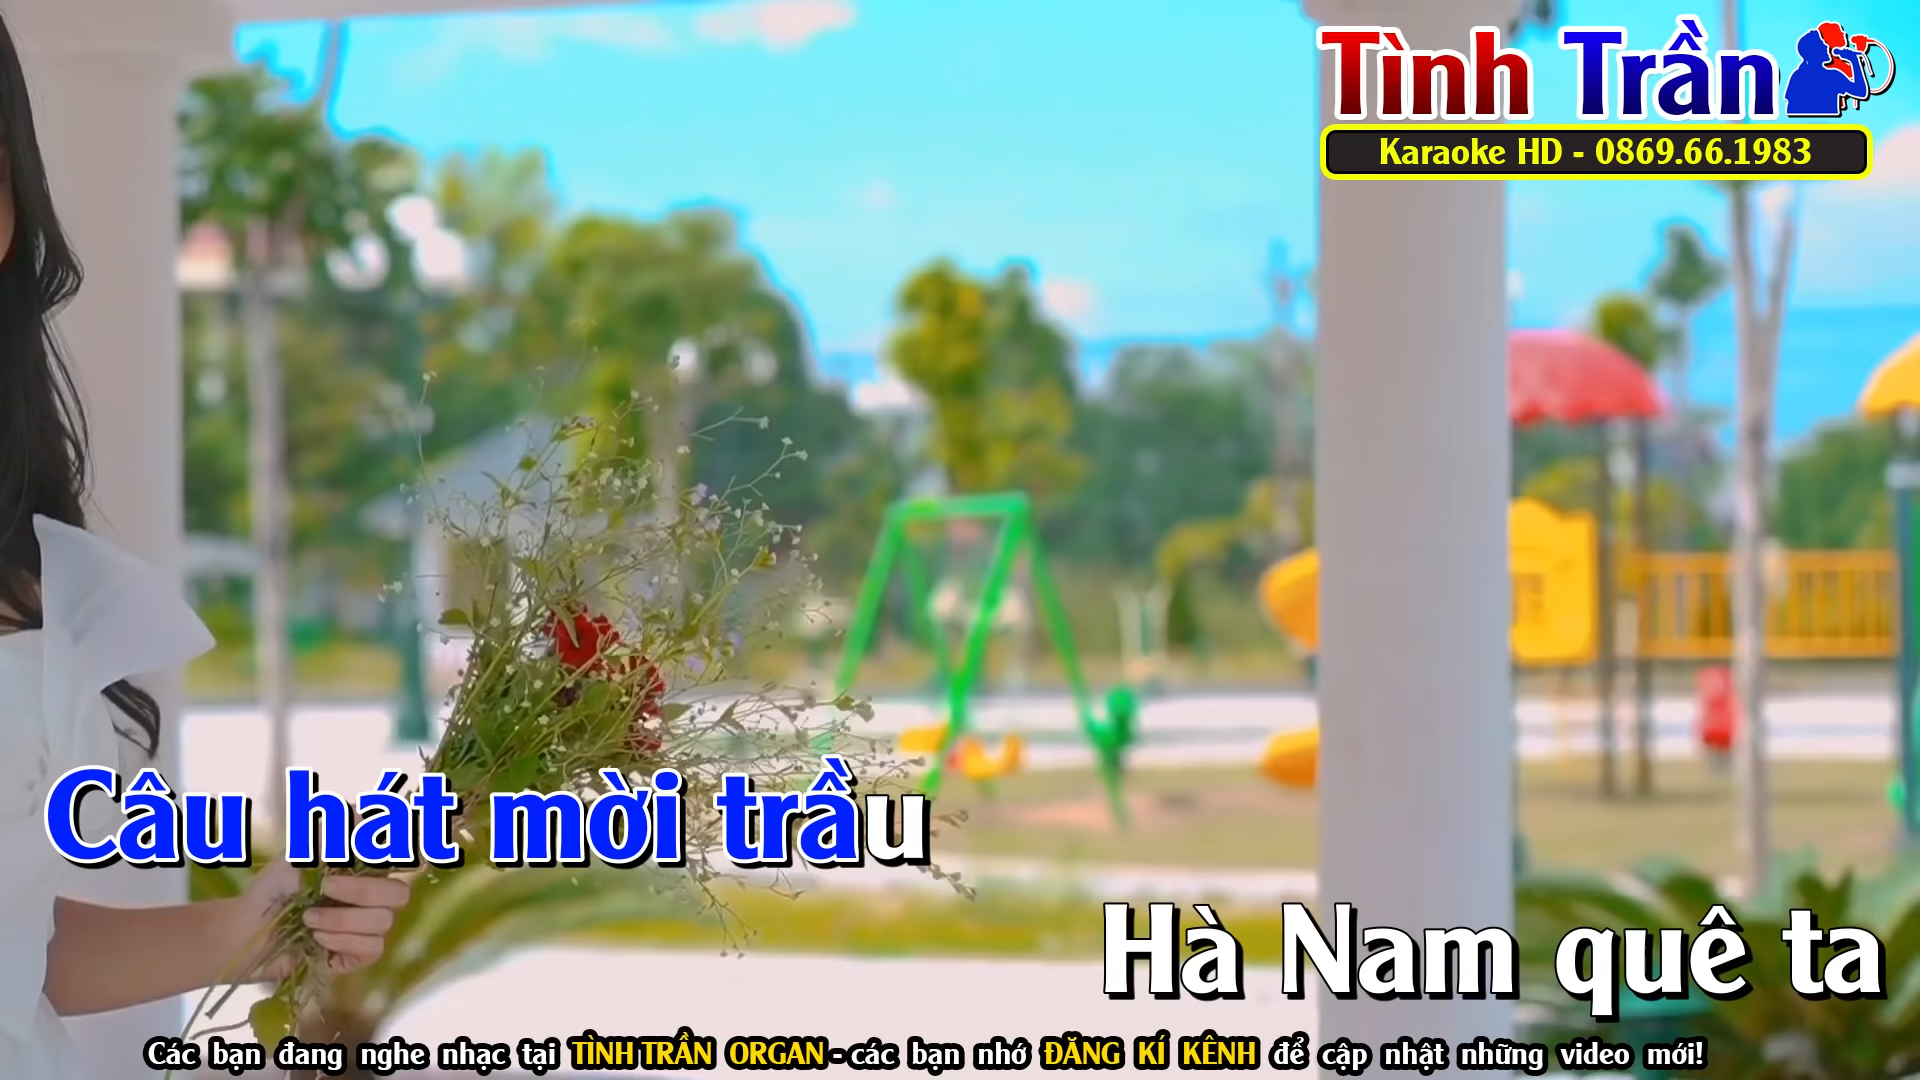 Tình Trần
Karaoke HD - 0869.66.1983
Câu hát mời trầu
Hà Nam quê ta
Các bạn đang nghe nhạc tại TÌNH TRẦN ORGAN - các bạn nhớ ĐĂNG KÍ KÊNH để cập nhật những video mới!